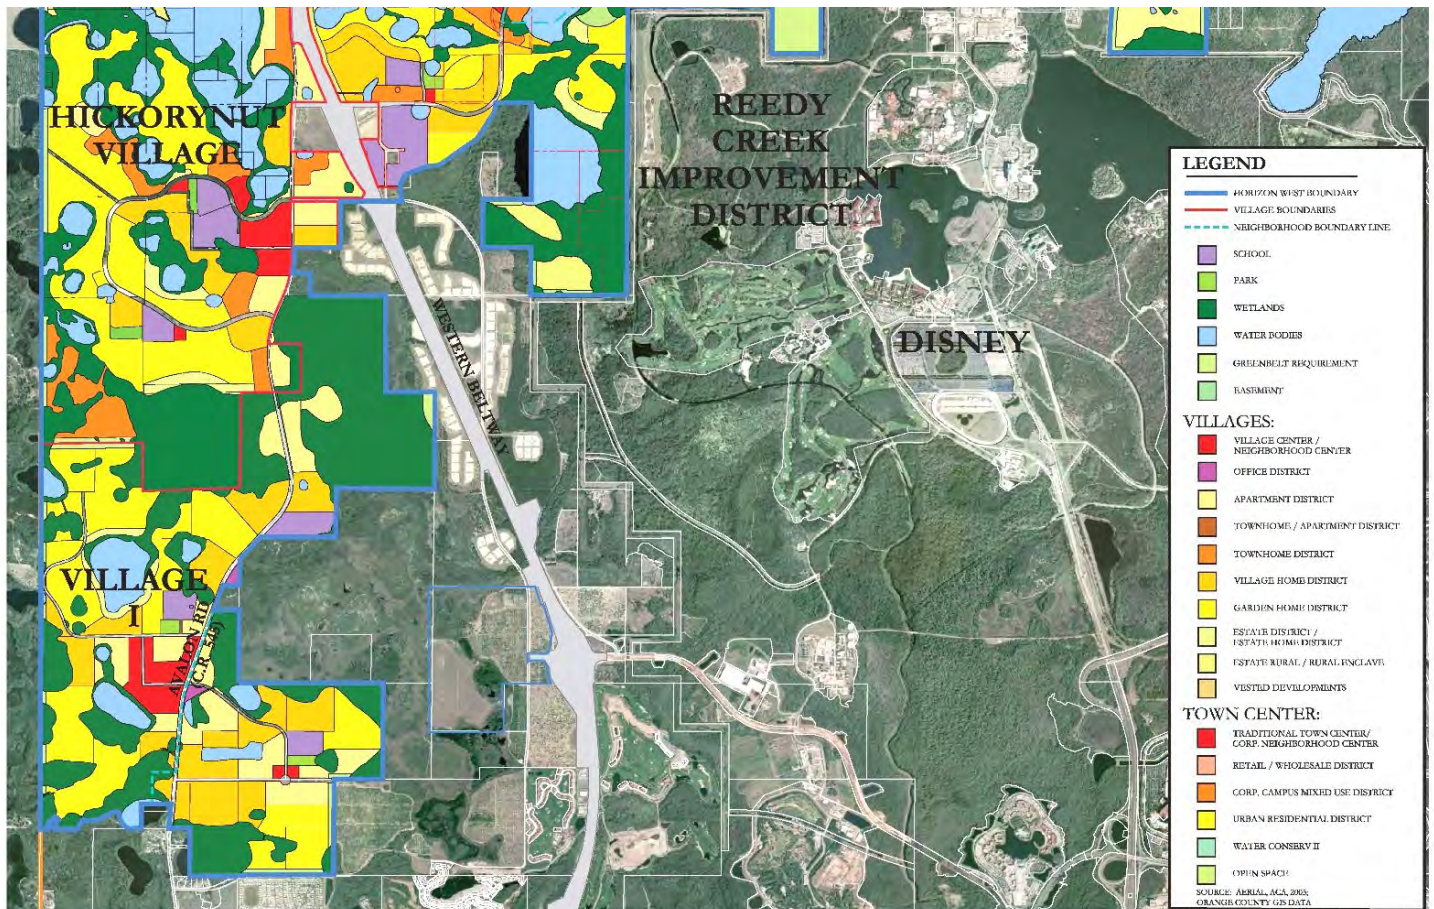 HICKORYNUT
VILLAGE
REEDY
CREEK
IMPROVEMENT
DISTRICT
DISNEY
WESTERN BELTWAY
VILLAGE
I
AVALON RD
(C.R. 545)
LEGEND
HORIZON WEST BOUNDARY
VILLAGE BOUNDARIES
NEIGHBORHOOD BOUNDARY LINE
SCHOOL
PARK
WETLANDS
WATER BODIES
GREENBELT REQUIREMENT
EASEMENT
VILLAGES:
VILLAGE CENTER /
NEIGHBORHOOD CENTER
OFFICE DISTRICT
APARTMENT DISTRICT
TOWNHOME / APARTMENT DISTRICT
TOWNHOME DISTRICT
VILLAGE HOME DISTRICT
GARDEN HOME DISTRICT
ESTATE DISTRICT /
ESTATE HOME DISTRICT
ESTATE RURAL / RURAL ENCLAVE
VESTED DEVELOPMENTS
TOWN CENTER:
TRADITIONAL TOWN CENTER/
CORP. NEIGHBORHOOD CENTER
RETAIL / WHOLESALE DISTRICT
CORP. CAMPUS MIXED USE DISTRICT
URBAN RESIDENTIAL DISTRICT
WATER CONSERV II
OPEN SPACE
SOURCE: AERIAL, ACA, 2003;
ORANGE COUNTY GIS DATA